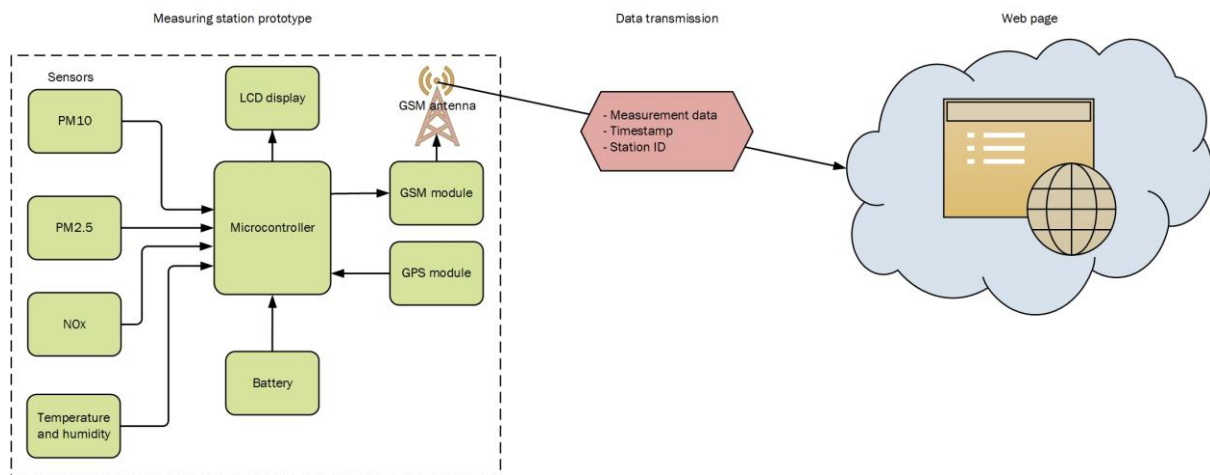 Measuring station prototype
Data transmission
Web page
Sensors
PM10
LCD display
GSM antenna
- Measurement data
- Timestamp
- Station ID
PM2.5
Microcontroller
GSM module
GPS module
NOx
Battery
Temperature
and humidity